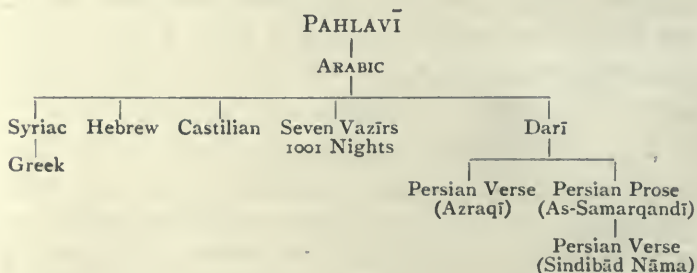 PAHLAVĪ
ARABIC
Syriac Hebrew Castilian Seven Vazīrs Darī
1001 Nights
Greek
Persian Verse Persian Prose
(Azraqī) (As-Samarqandī)
Persian Verse
(Sindibād Nāma)